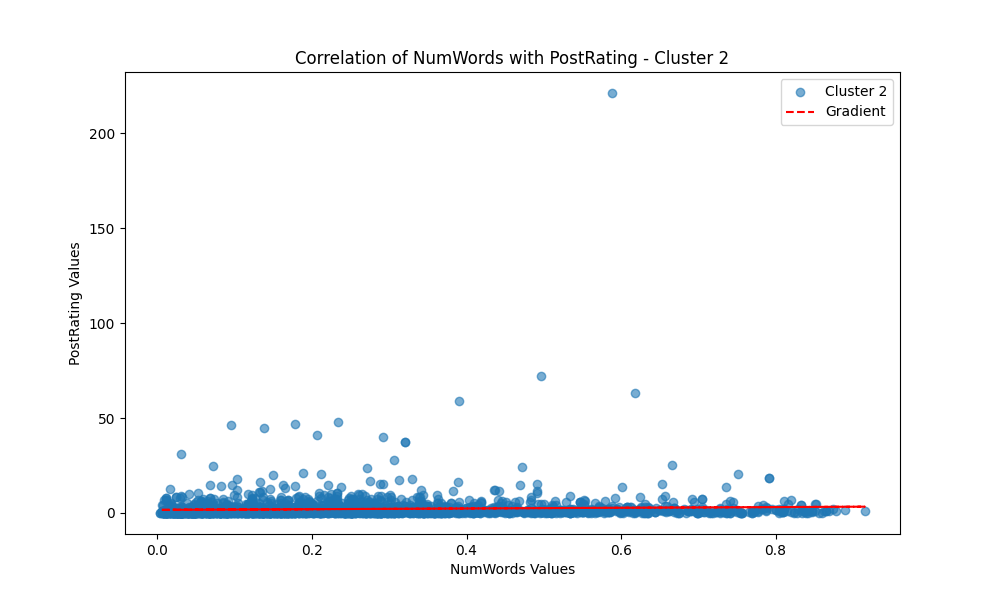 Correlation of NumWords with PostRating - Cluster 2
Cluster 2
Gradient
200
150
100
50
0
PostRating Values
0.0 0.2 0.4 0.6 0.8
NumWords Values